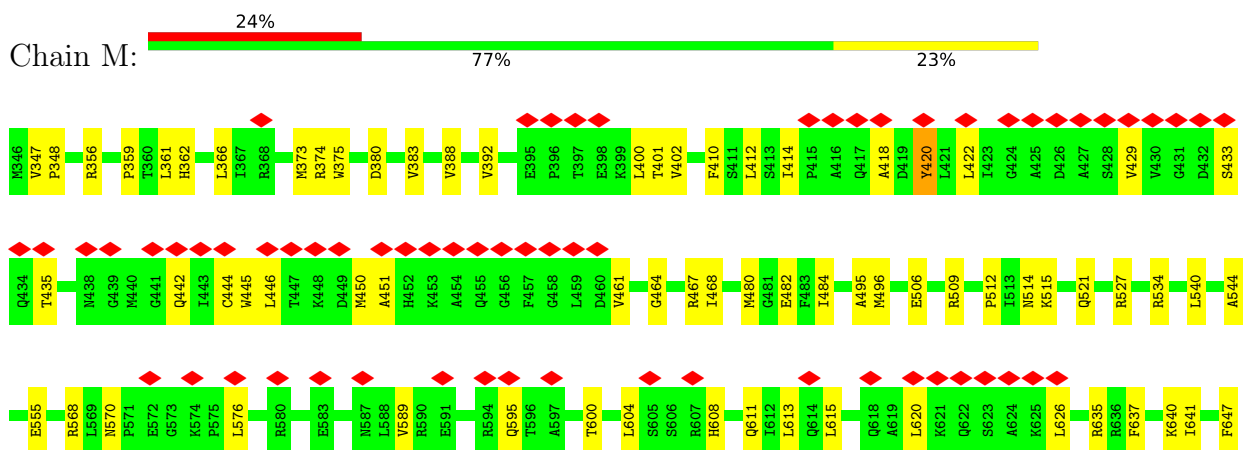 24%
Chain M:
77% 23%
M346 V347 P348 R356 P359 T360 L361 H362 L366 I367 R368 M373 R374 W375 D380 V383 V388 V392 E395 P396 T397 E398 K399 L400 T401 V402 F410 S411 L412 S413 I414 P415 A416 Q417 A418 D419 Y420 L421 L422 I423 G424 A425 D426 A427 S428 V429 V430 G431 D432 S433
Q434 T435 N438 G439 M440 G441 Q442 I443 C444 W445 L446 T447 K448 D449 M450 A451 H452 K453 A454 Q455 G456 F457 G458 L459 D460 V461 G464 R467 I468 M480 G481 E482 F483 I484 A495 M496 E506 R509 P512 I513 N514 K515 Q521 R527 R534 L540 A544
E555 R568 L569 N570 P571 E572 G573 K574 P575 L576 R580 E583 N587 L588 V589 R590 E591 R594 Q595 T596 A597 T600 L604 S605 S606 R607 H608 Q611 I612 L613 Q614 L615 Q618 A619 L620 K621 Q622 S623 A624 K625 L626 R635 R636 F637 K640 I641 F647